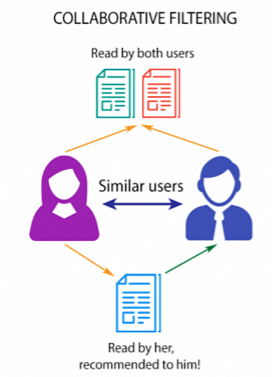 COLLABORATIVE FILTERING
Read by both users
Similar users
Read by her,
recommended to him!